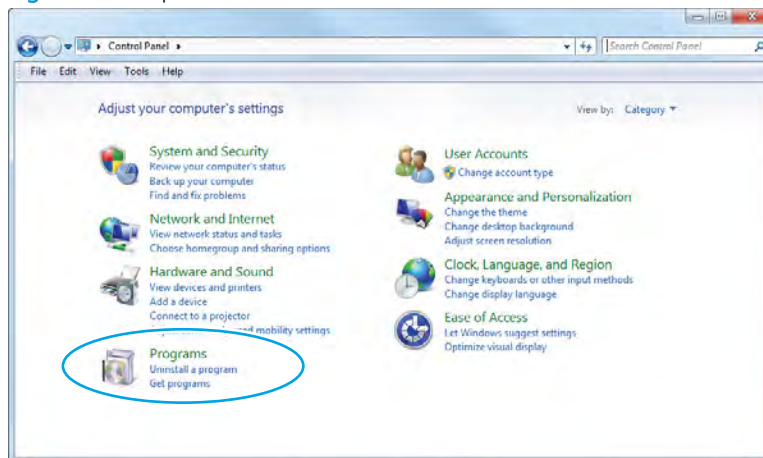 Control Panel
Search Control Panel
File Edit View Tools Help
Adjust your computer's settings
View by: Category
System and Security
Review your computer's status
Back up your computer
Find and fix problems
Network and Internet
View network status and tasks
Choose homegroup and sharing options
Hardware and Sound
View devices and printers
Add a device
Connect to a projector
mobility settings
Programs
Uninstall a program
Get programs
User Accounts
Change account type
Appearance and Personalization
Change the theme
Change desktop background
Adjust screen resolution
Clock, Language, and Region
Change keyboards or other input methods
Change display language
Ease of Access
Let Windows suggest settings
Optimize visual display